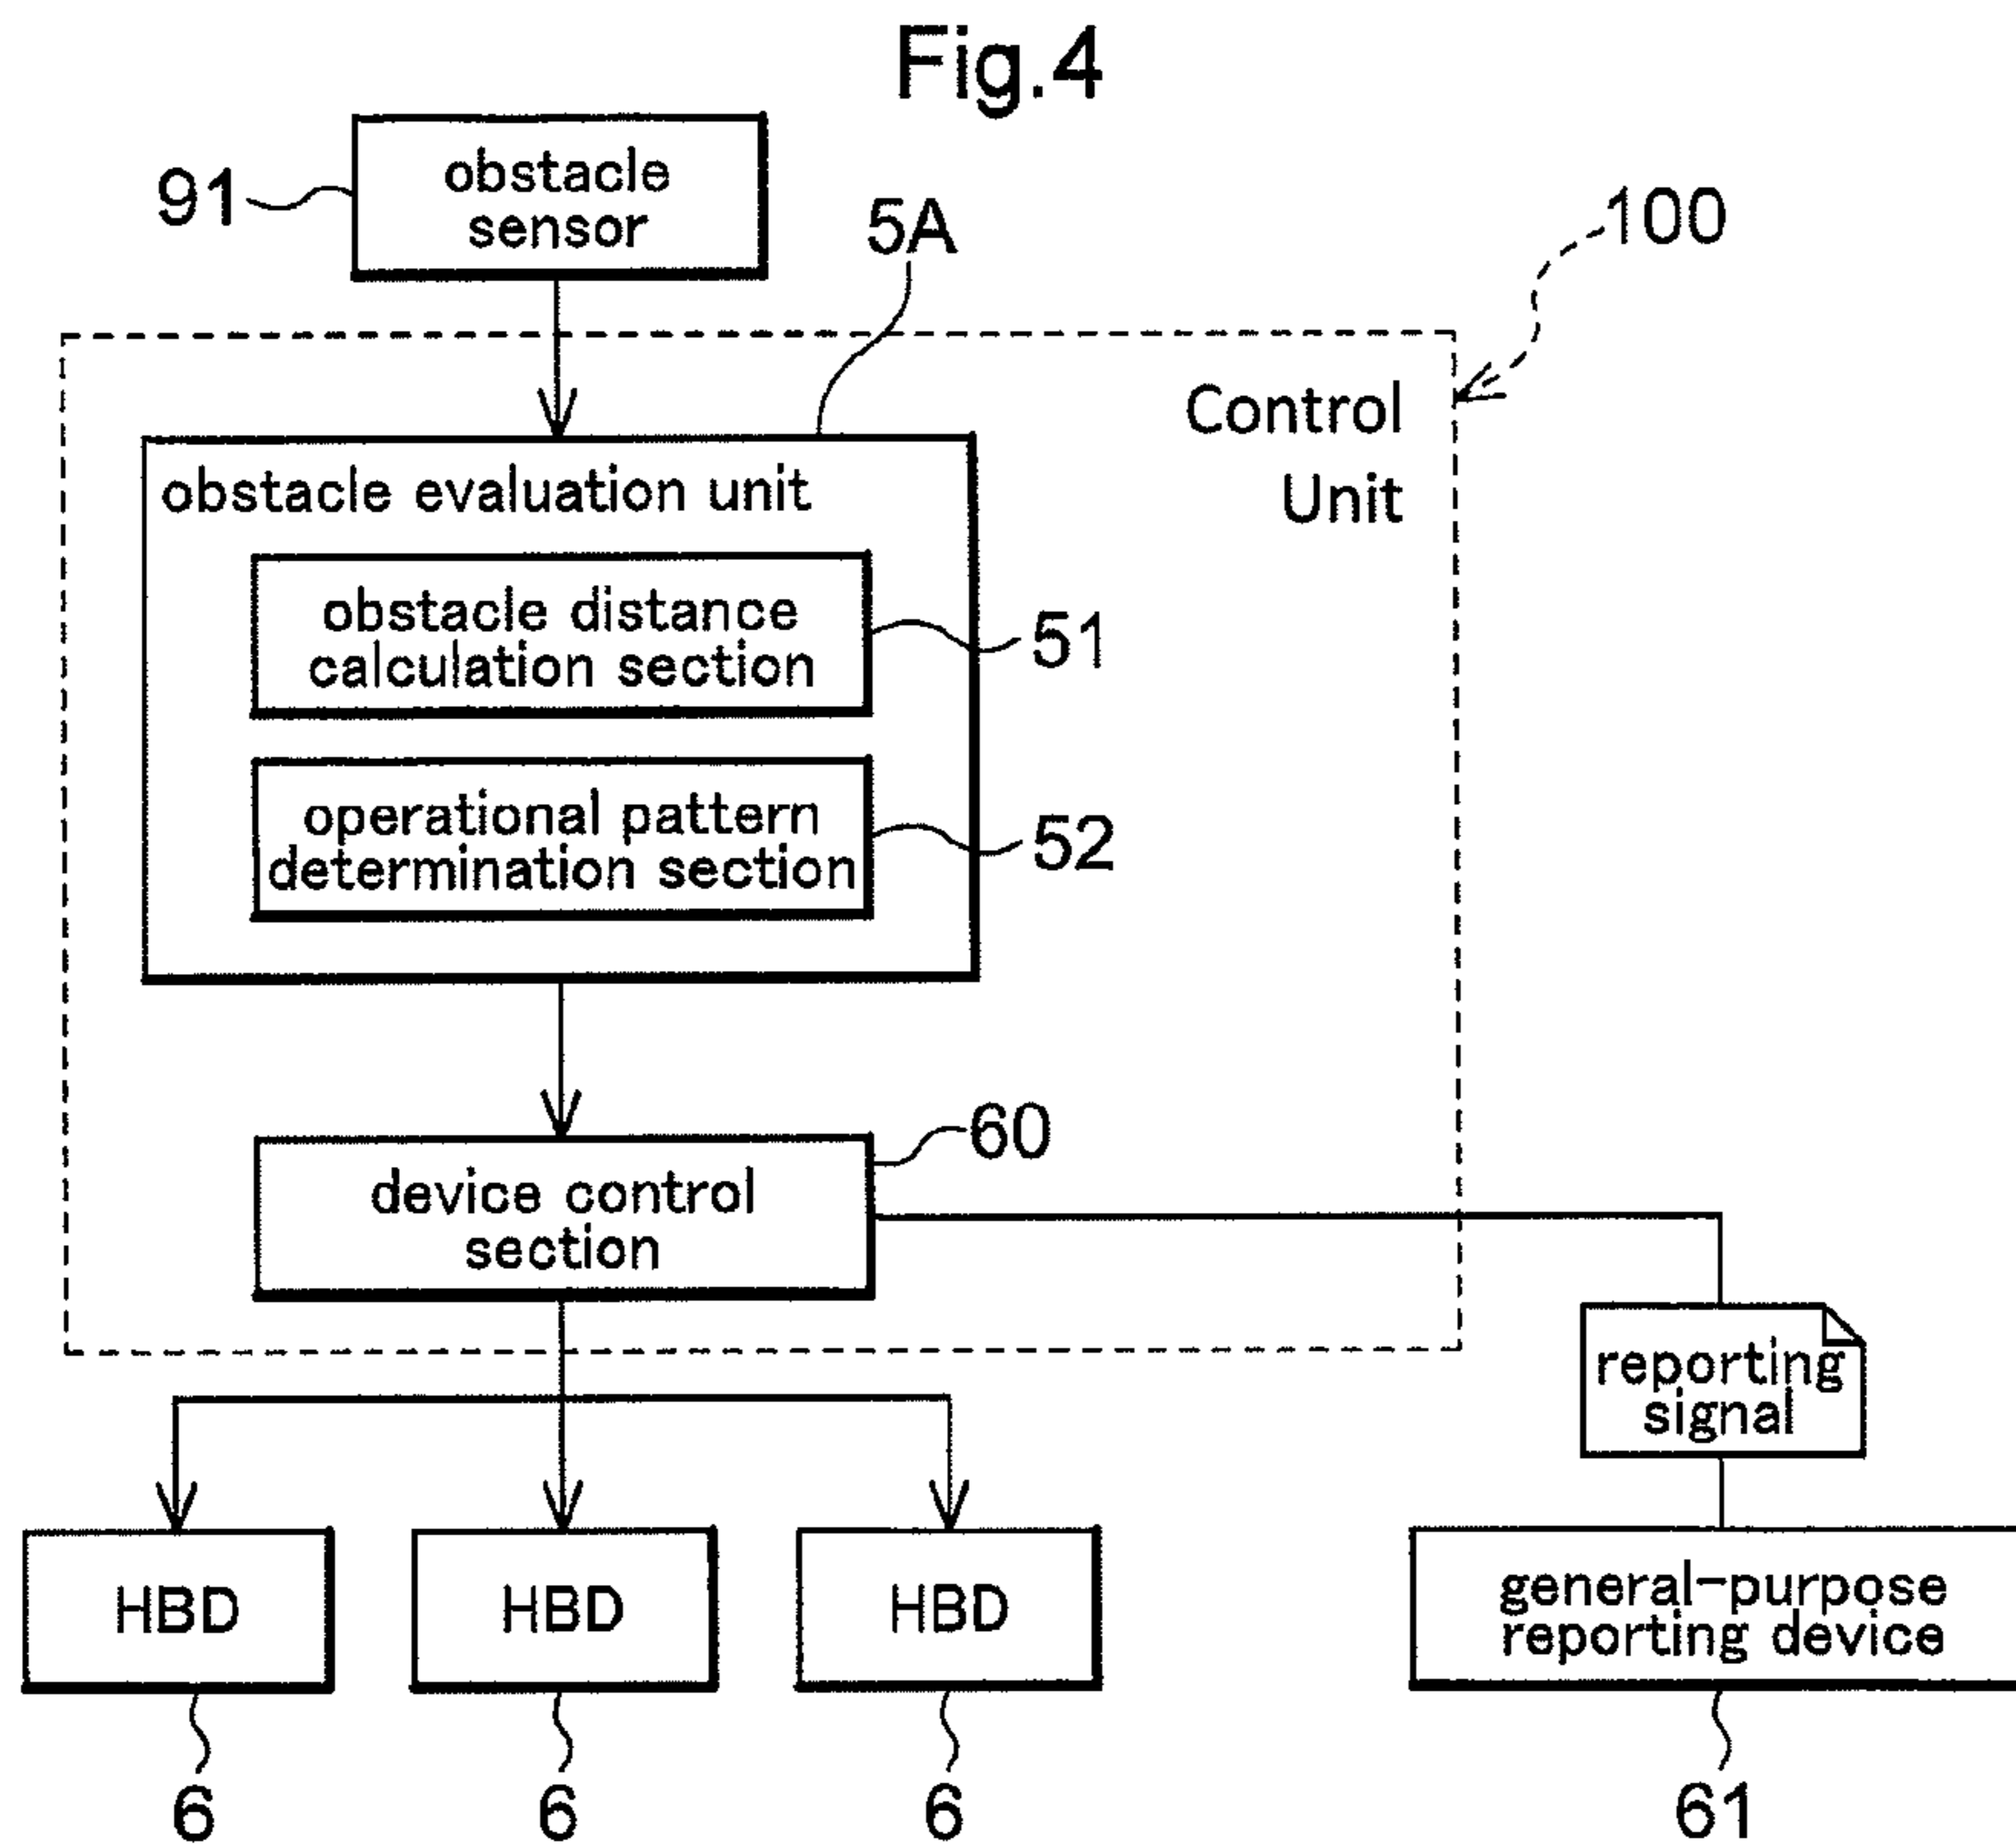 Fig.4
obstacle
sensor
91
5A
100
Control
Unit
obstacle evaluation unit
obstacle distance
calculation section
51
operational pattern
determination section
52
60
device control
section
reporting
signal
HBD
HBD
HBD
general-purpose
reporting device
6
6
6
61